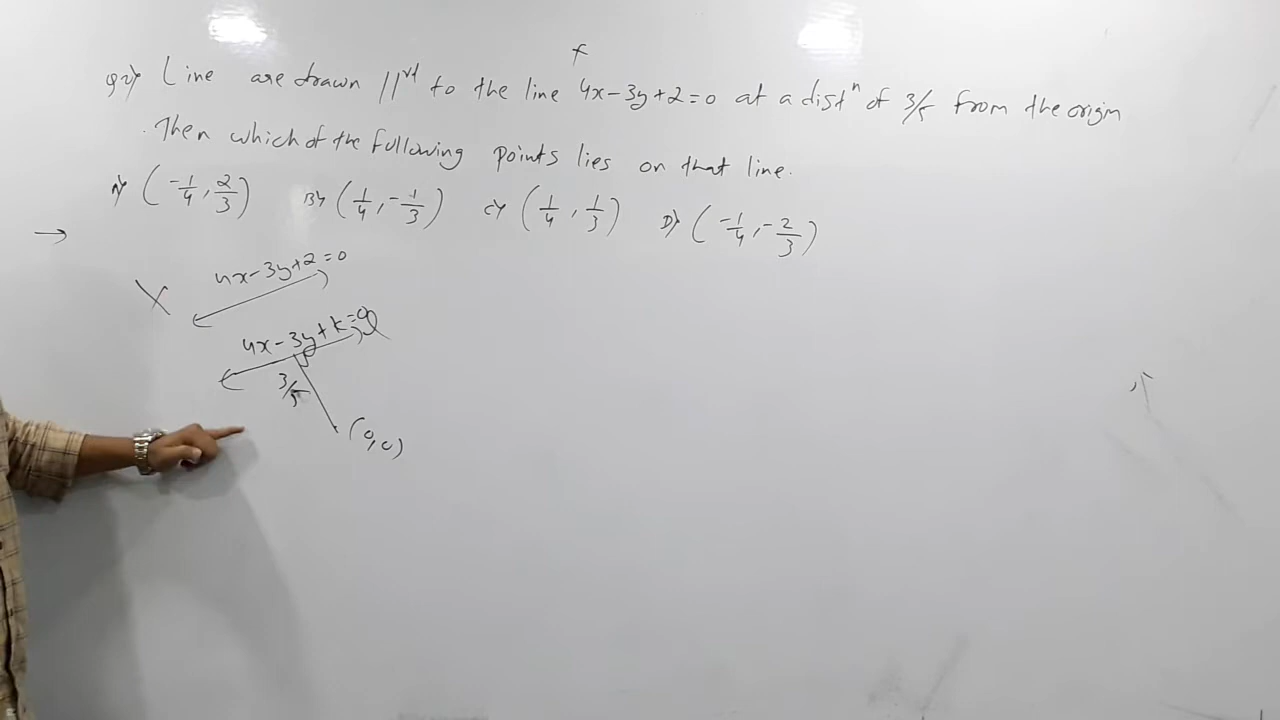 Q2) Line are drawn ||rl to the line 4x-3y+2=0 at a distn of 3/5 from the origin
. Then which of the following points lies on that line.
A) (-1/4, 2/3) B) (1/4, -1/3) C) (1/4, 1/3) D) (-1/4, -2/3)
→
4x-3y+2=0
4x-3y+k=0
3/5
(0,0)